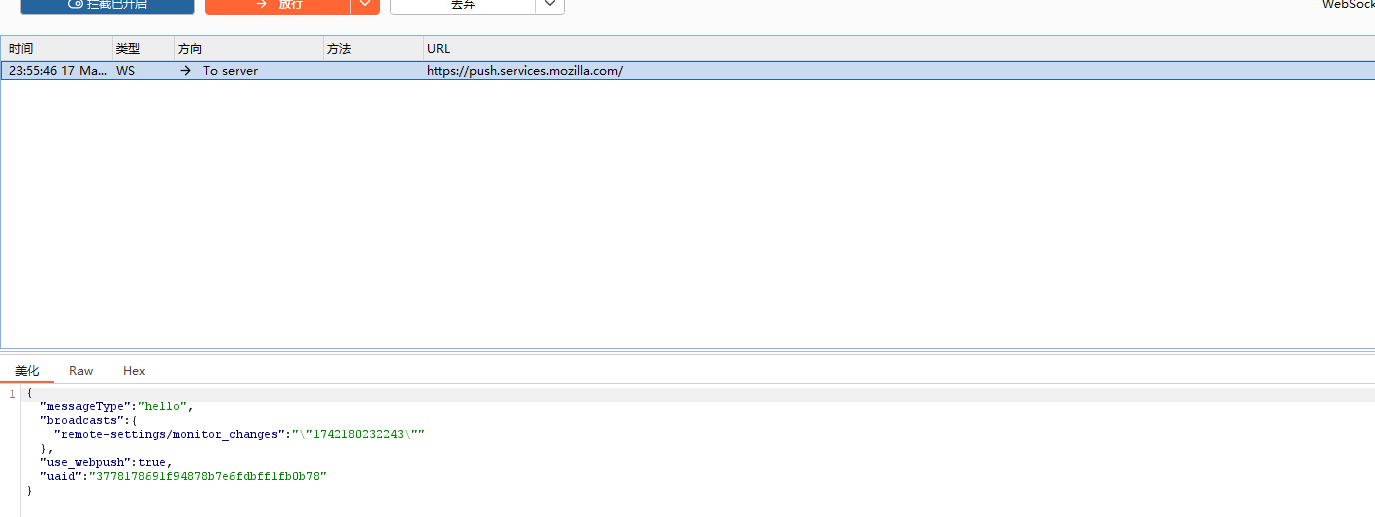 拦截已开启 放行 丢弃 WebSock
时间 类型 方向 方法 URL
23:55:46 17 Ma... WS → To server https://push.services.mozilla.com/
美化 Raw Hex
1 {
"messageType":"hello",
"broadcasts":{
"remote-settings/monitor_changes":"\"1742180232243\""
},
"use_webpush":true,
"uaid":"3778178691f94878b7e6fdbff1fb0b78"
}